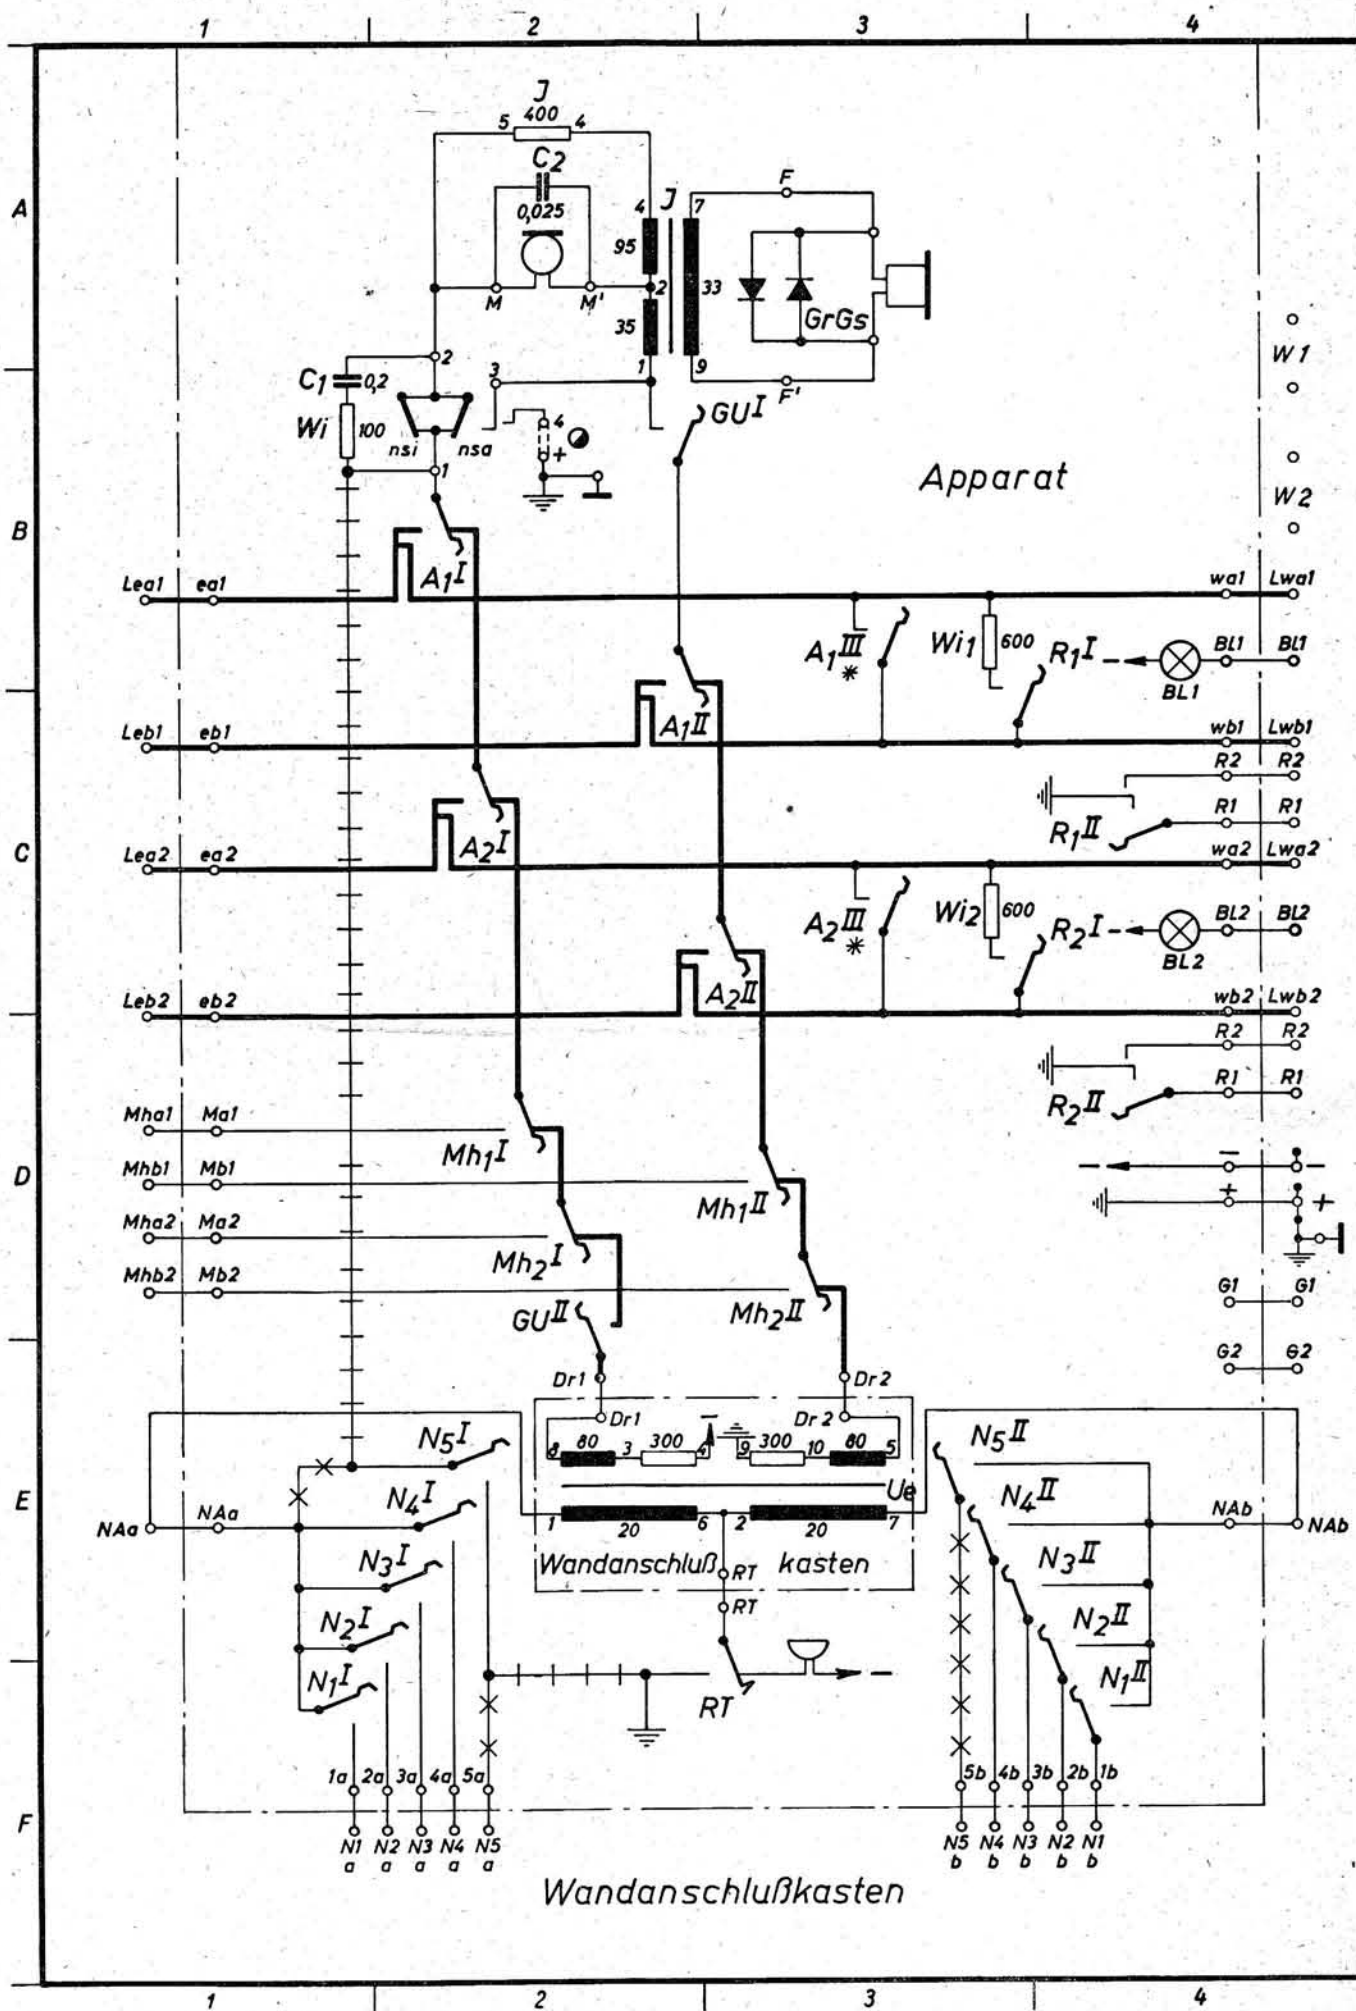 1 2 3 4
J
5 400 4
C2
0,025
A
4 J 7
95
M M' 2 33
35
1 9
F
GrGs
F'
2
3
C1 0,2
Wi 100
nsi nsa
1
4
+
GU I
Apparat
W1
W2
B
A1 I
Lea1 ea1 wa1 Lwa1
A1 III
*
Wi1 600
R1 I - BL1 BL1
BL1
A1 II
Leb1 eb1 wb1 Lwb1
R2 R2
R1 R1
R1 II
C
A2 I
Lea2 ea2 wa2 Lwa2
A2 III
*
Wi2 600
R2 I - BL2 BL2
BL2
A2 II
Leb2 eb2 wb2 Lwb2
R2 R2
R1 R1
R2 II
Mha1 Ma1
Mh1 I
D
Mhb1 Mb1
Mh1 II
- - -
+ +
Mha2 Ma2
Mh2 I
Mhb2 Mb2
Mh2 II
GU II
G1 G1
G2 G2
Dr1 Dr2
Dr1 Dr2
8 80 3 300 4 - 9 300 10 80 5
Ue
1 20 6 2 20 7
Wandanschluß kasten
RT
RT
E
N5 I
N4 I
NAa NAa
N3 I
N2 I
N1 I
N5 II
N4 II
NAb NAb
N3 II
N2 II
N1 II
RT -
1a 2a 3a 4a 5a
5b 4b 3b 2b 1b
F
N1 N2 N3 N4 N5
a a a a a
N5 N4 N3 N2 N1
b b b b b
Wandanschlußkasten
1 2 3 4